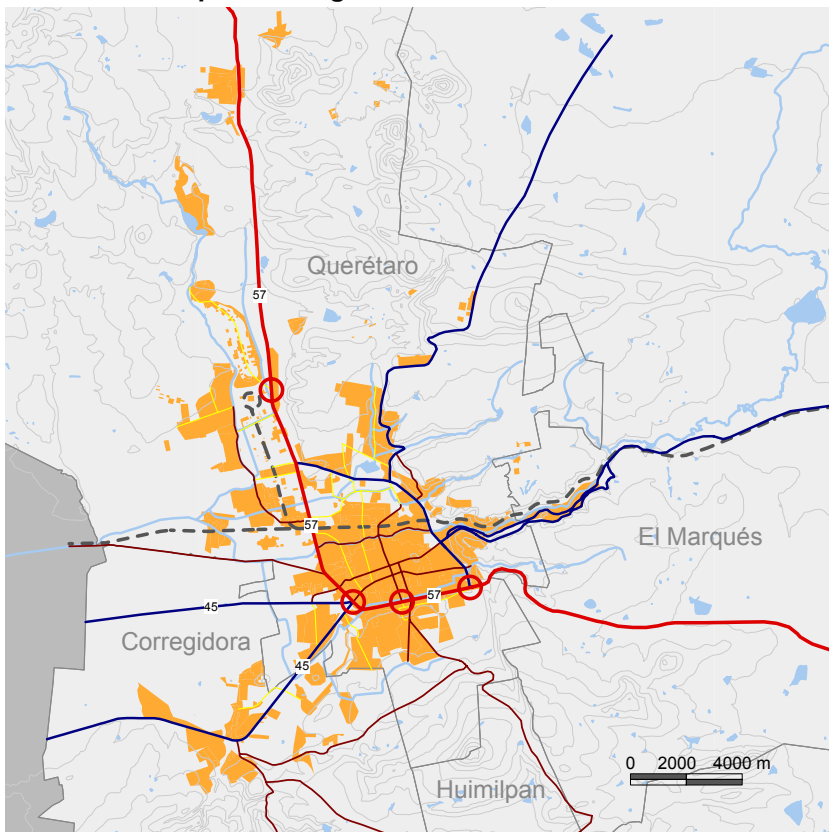 Querétaro
57
57
El Marqués
57
45
Corregidora
45
0 2000 4000 m
Huimilpan